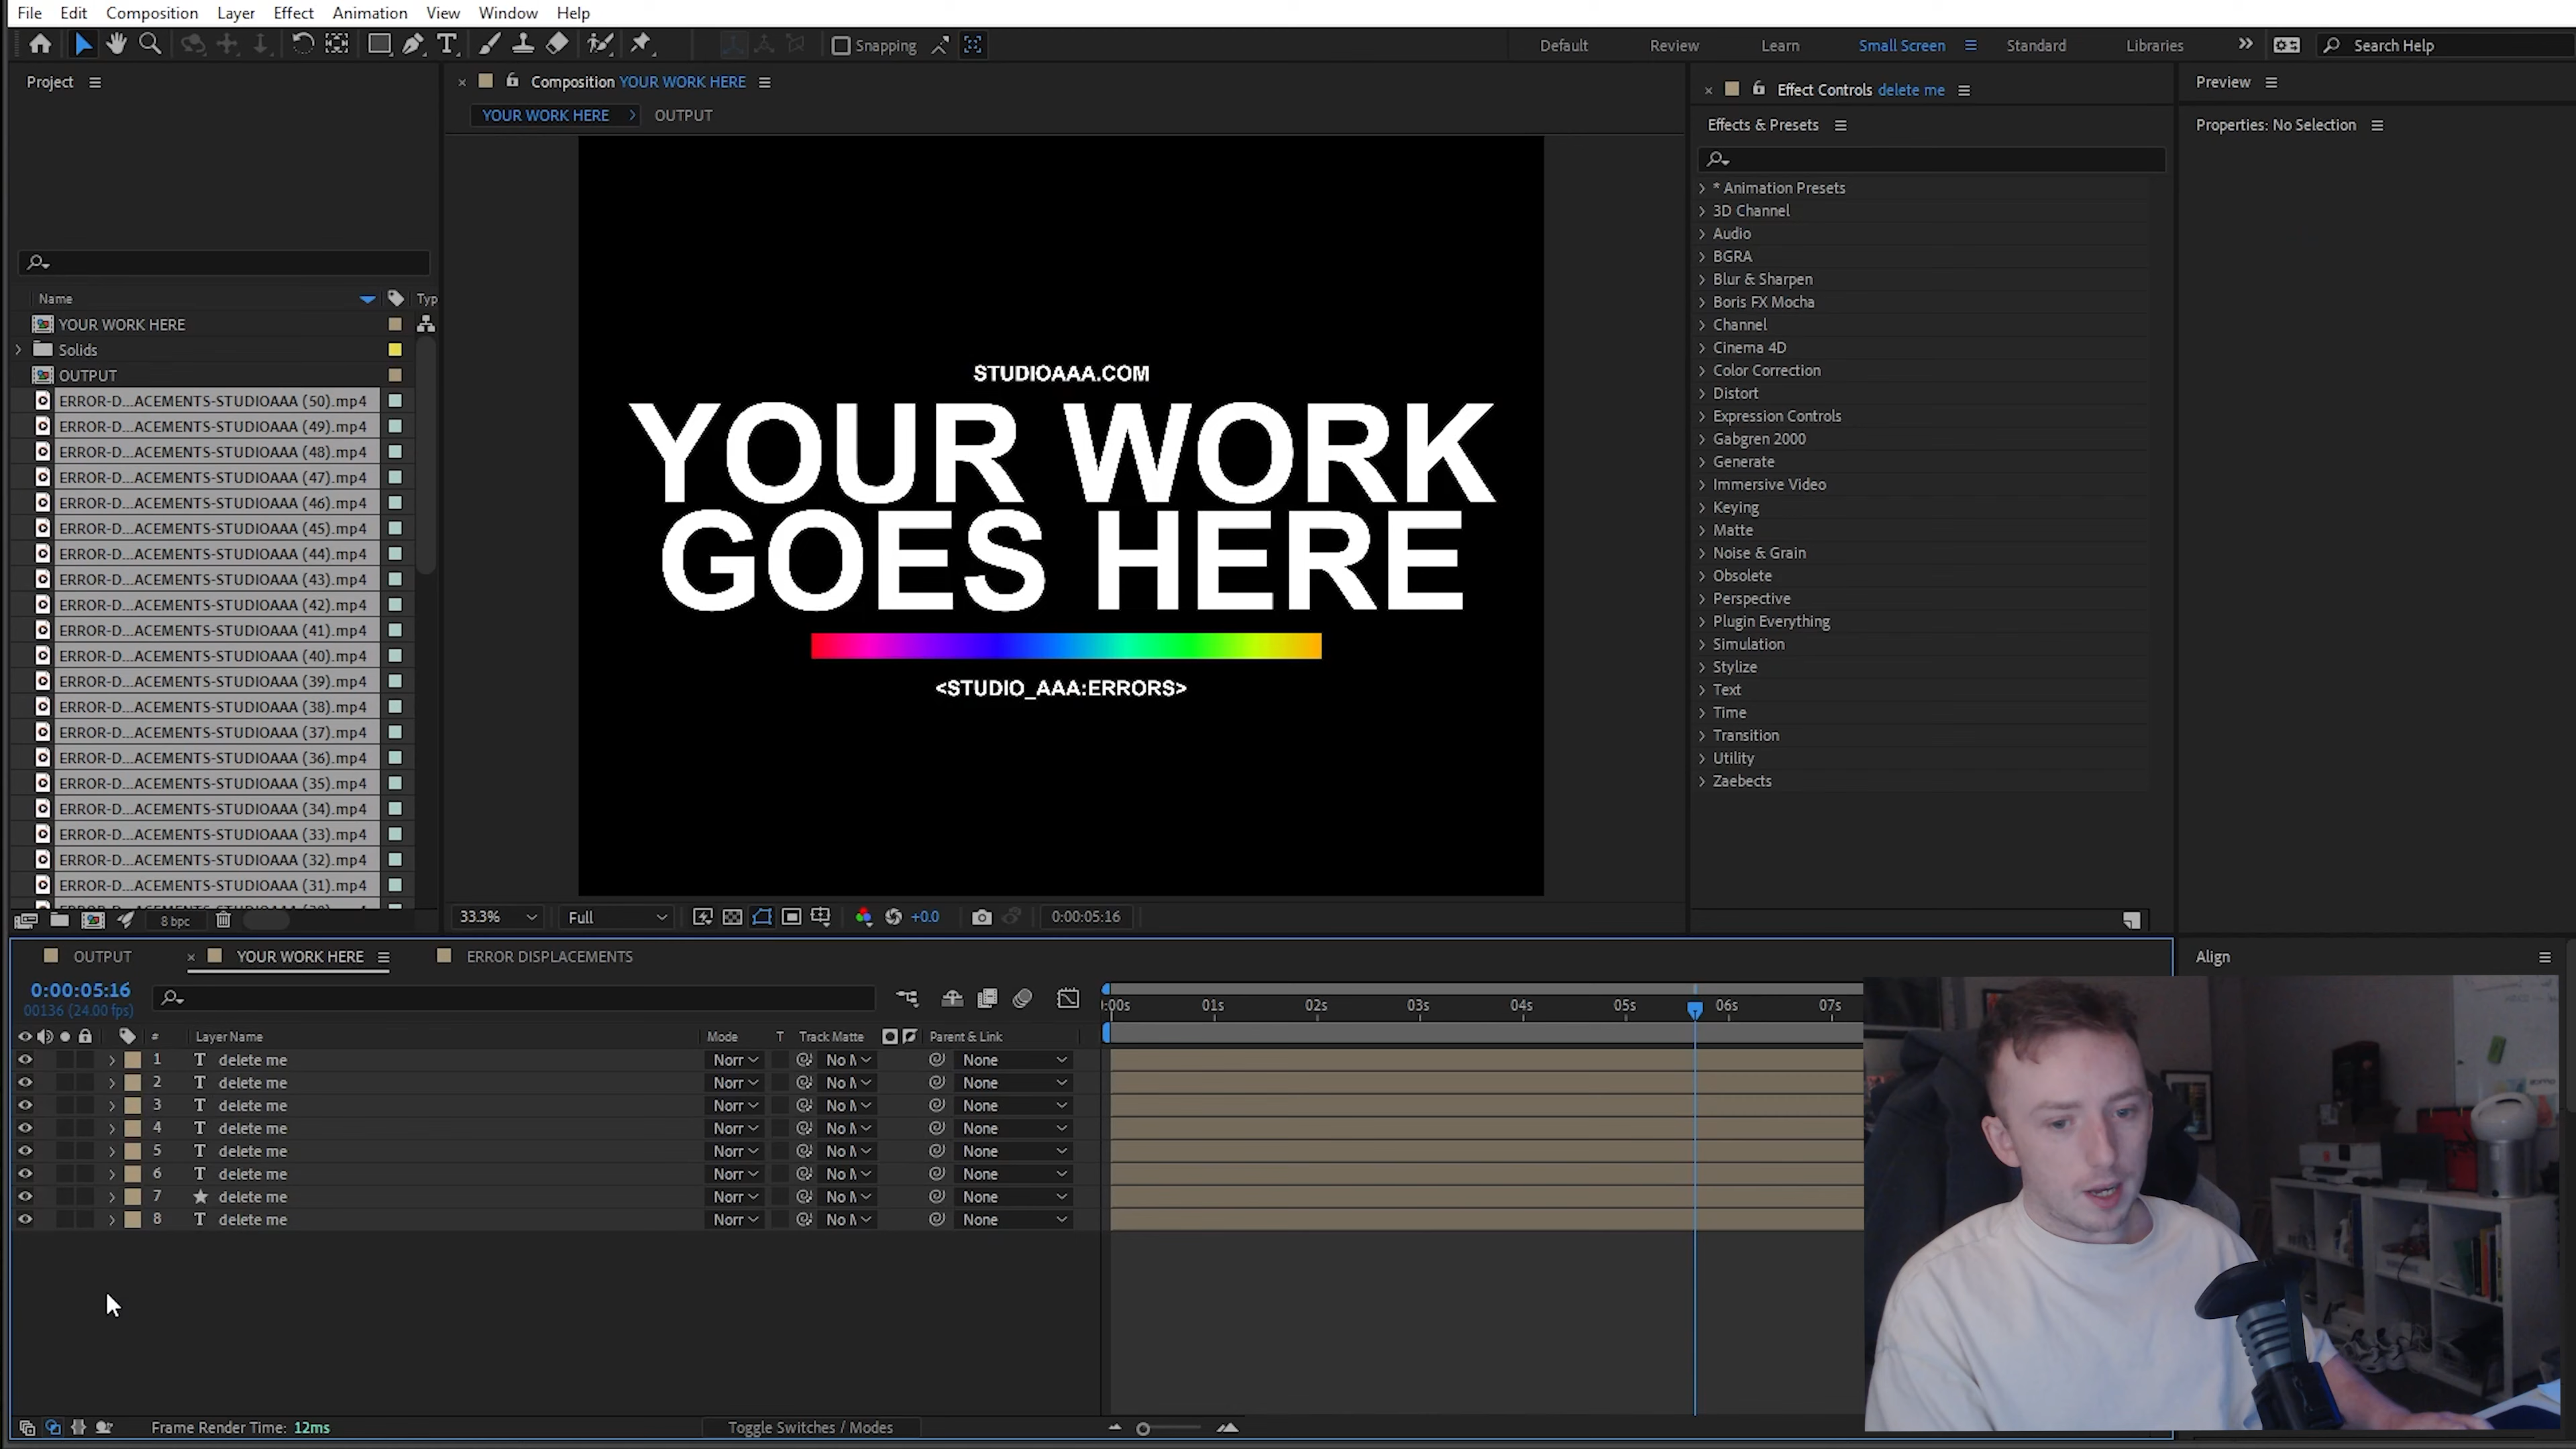 File Edit Composition Layer Effect Animation View Window Help
Snapping
Default Review Learn Small Screen Standard Libraries Search Help
Project
Composition YOUR WORK HERE
YOUR WORK HERE OUTPUT
Name Typ
YOUR WORK HERE
Solids
OUTPUT
ERROR-D...ACEMENTS-STUDIOAAA (50).mp4
ERROR-D...ACEMENTS-STUDIOAAA (49).mp4
ERROR-D...ACEMENTS-STUDIOAAA (48).mp4
ERROR-D...ACEMENTS-STUDIOAAA (47).mp4
ERROR-D...ACEMENTS-STUDIOAAA (46).mp4
ERROR-D...ACEMENTS-STUDIOAAA (45).mp4
ERROR-D...ACEMENTS-STUDIOAAA (44).mp4
ERROR-D...ACEMENTS-STUDIOAAA (43).mp4
ERROR-D...ACEMENTS-STUDIOAAA (42).mp4
ERROR-D...ACEMENTS-STUDIOAAA (41).mp4
ERROR-D...ACEMENTS-STUDIOAAA (40).mp4
ERROR-D...ACEMENTS-STUDIOAAA (39).mp4
ERROR-D...ACEMENTS-STUDIOAAA (38).mp4
ERROR-D...ACEMENTS-STUDIOAAA (37).mp4
ERROR-D...ACEMENTS-STUDIOAAA (36).mp4
ERROR-D...ACEMENTS-STUDIOAAA (35).mp4
ERROR-D...ACEMENTS-STUDIOAAA (34).mp4
ERROR-D...ACEMENTS-STUDIOAAA (33).mp4
ERROR-D...ACEMENTS-STUDIOAAA (32).mp4
ERROR-D...ACEMENTS-STUDIOAAA (31).mp4
8 bpc
STUDIOAAA.COM
YOUR WORK
GOES HERE
<STUDIO_AAA:ERRORS>
33.3% Full +0.0 0:00:05:16
Effect Controls delete me
Effects & Presets
* Animation Presets
3D Channel
Audio
BGRA
Blur & Sharpen
Boris FX Mocha
Channel
Cinema 4D
Color Correction
Distort
Expression Controls
Gabgren 2000
Generate
Immersive Video
Keying
Matte
Noise & Grain
Obsolete
Perspective
Plugin Everything
Simulation
Stylize
Text
Time
Transition
Utility
Zaebects
Preview
Properties: No Selection
OUTPUT YOUR WORK HERE ERROR DISPLACEMENTS
0:00:05:16
00136 (24.00 fps)
:00s 01s 02s 03s 04s 05s 06s 07s
# Layer Name Mode T Track Matte Parent & Link
1 T delete me Norr No M None
2 T delete me Norr No M None
3 T delete me Norr No M None
4 T delete me Norr No M None
5 T delete me Norr No M None
6 T delete me Norr No M None
7 delete me Norr No M None
8 T delete me Norr No M None
Frame Render Time: 12ms Toggle Switches / Modes
Align